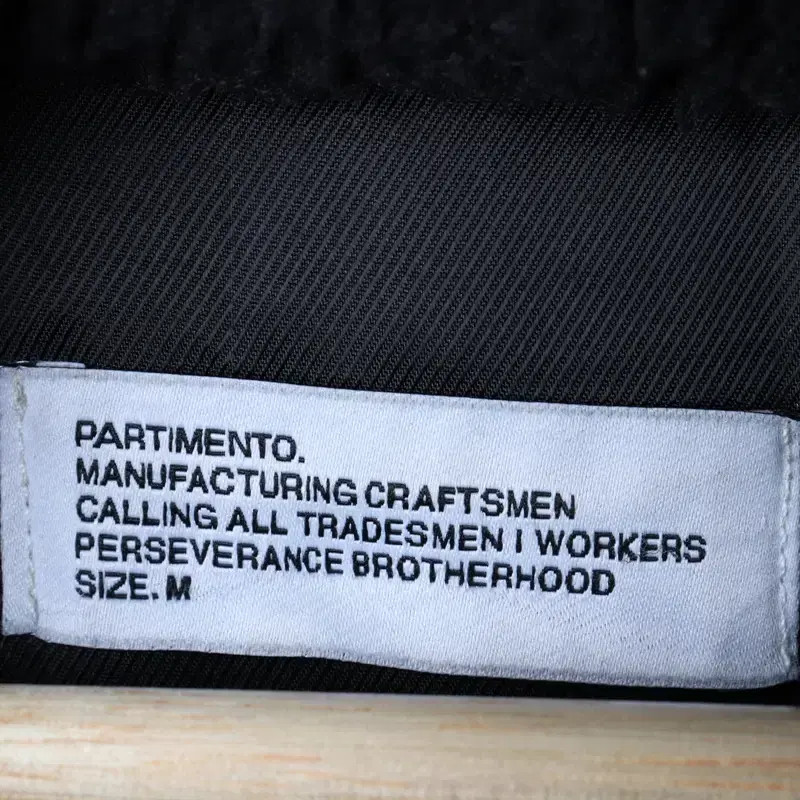 PARTIMENTO.
MANUFACTURING CRAFTSMEN
CALLING ALL TRADESMEN I WORKERS
PERSEVERANCE BROTHERHOOD
SIZE. M